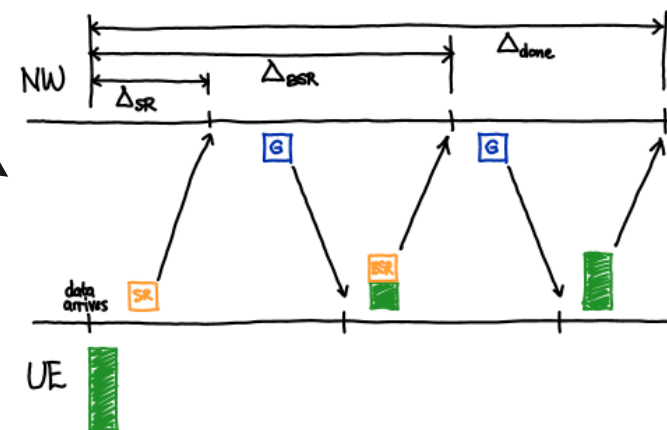 Δdone
NW
ΔBSR
ΔSR
G
G
data
arrives
SR
BSR
UE